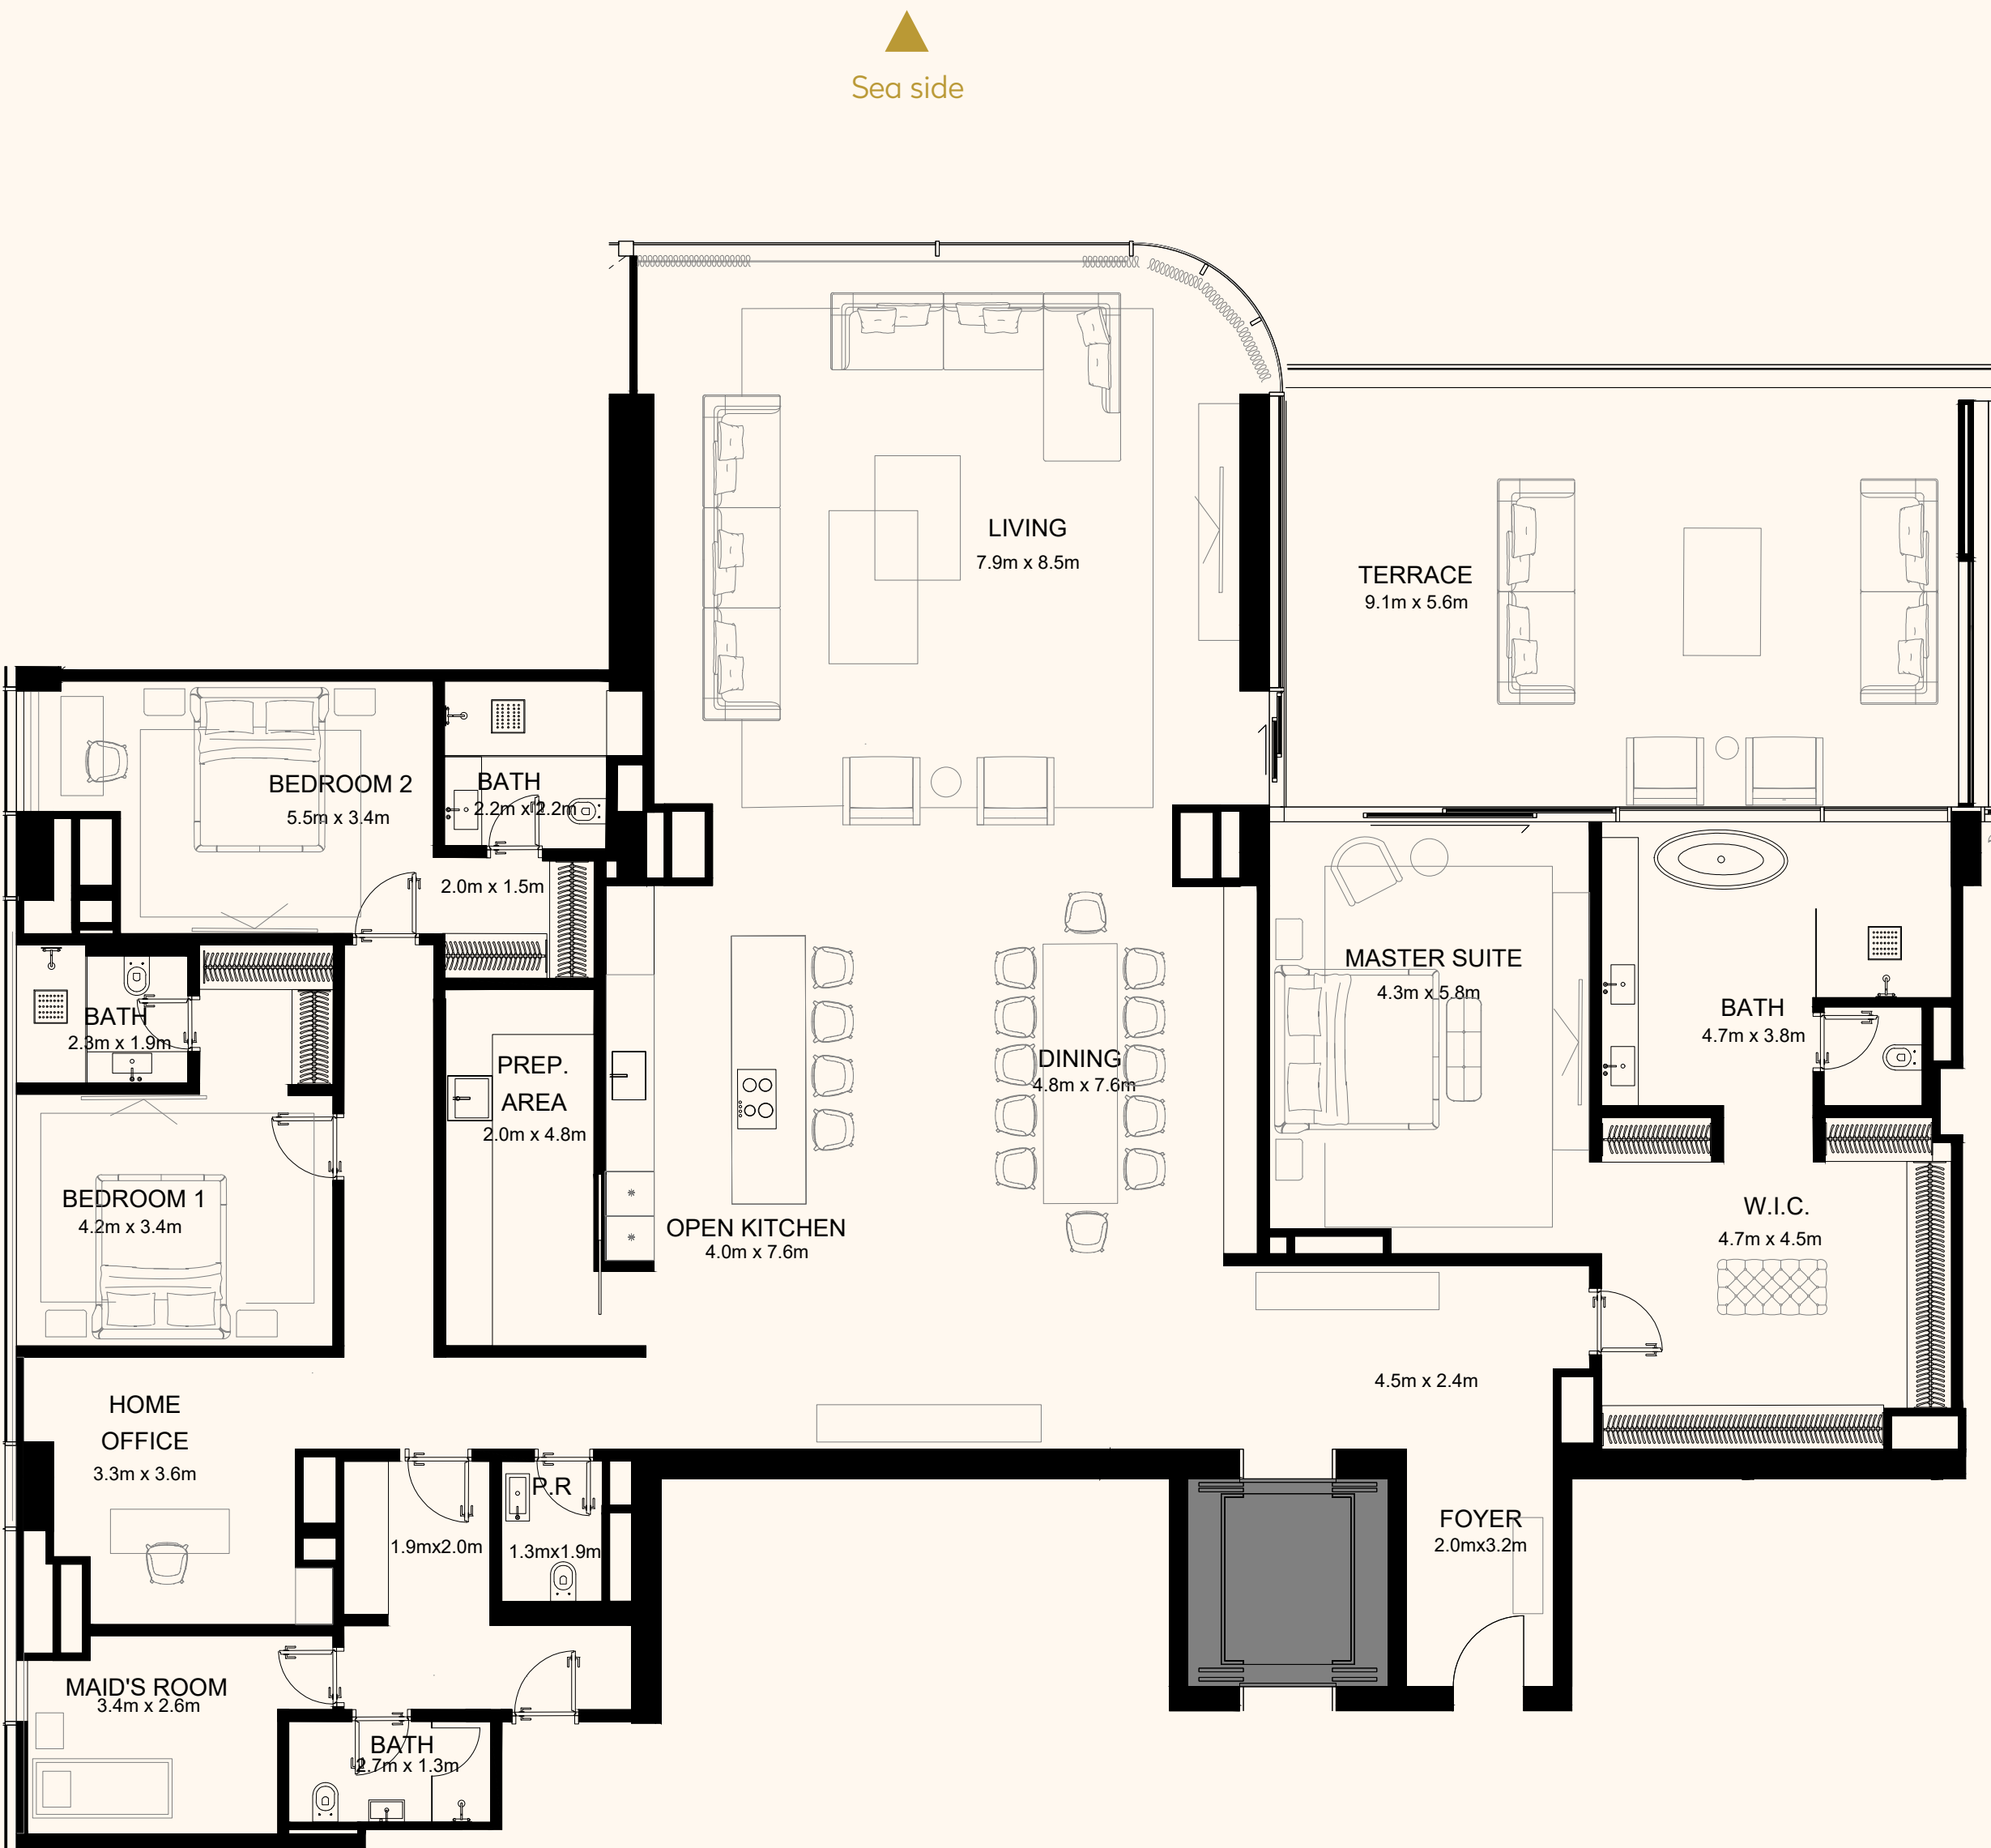 Sea side
LIVING
7.9m x 8.5m
TERRACE
9.1m x 5.6m
BEDROOM 2
5.5m x 3.4m
BATH
2.2m x 2.2m
2.0m x 1.5m
MASTER SUITE
4.3m x 5.8m
BATH
4.7m x 3.8m
BATH
2.3m x 1.9m
PREP.
AREA
2.0m x 4.8m
DINING
4.8m x 7.6m
BEDROOM 1
4.2m x 3.4m
OPEN KITCHEN
4.0m x 7.6m
W.I.C.
4.7m x 4.5m
4.5m x 2.4m
HOME
OFFICE
3.3m x 3.6m
P.R
1.9mx2.0m
1.3mx1.9m
FOYER
2.0mx3.2m
MAID'S ROOM
3.4m x 2.6m
BATH
2.7m x 1.3m